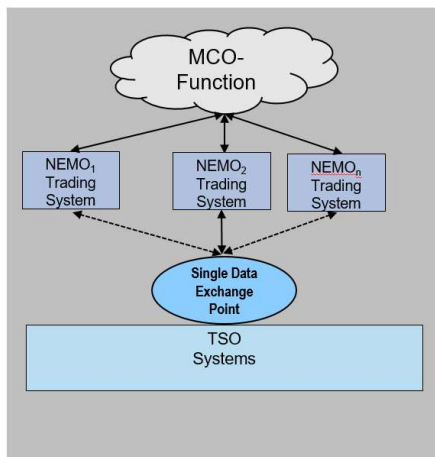 MCO-
Function
NEMO₁
Trading
System
NEMO₂
Trading
System
NEMOₙ
Trading
System
Single Data
Exchange
Point
TSO
Systems